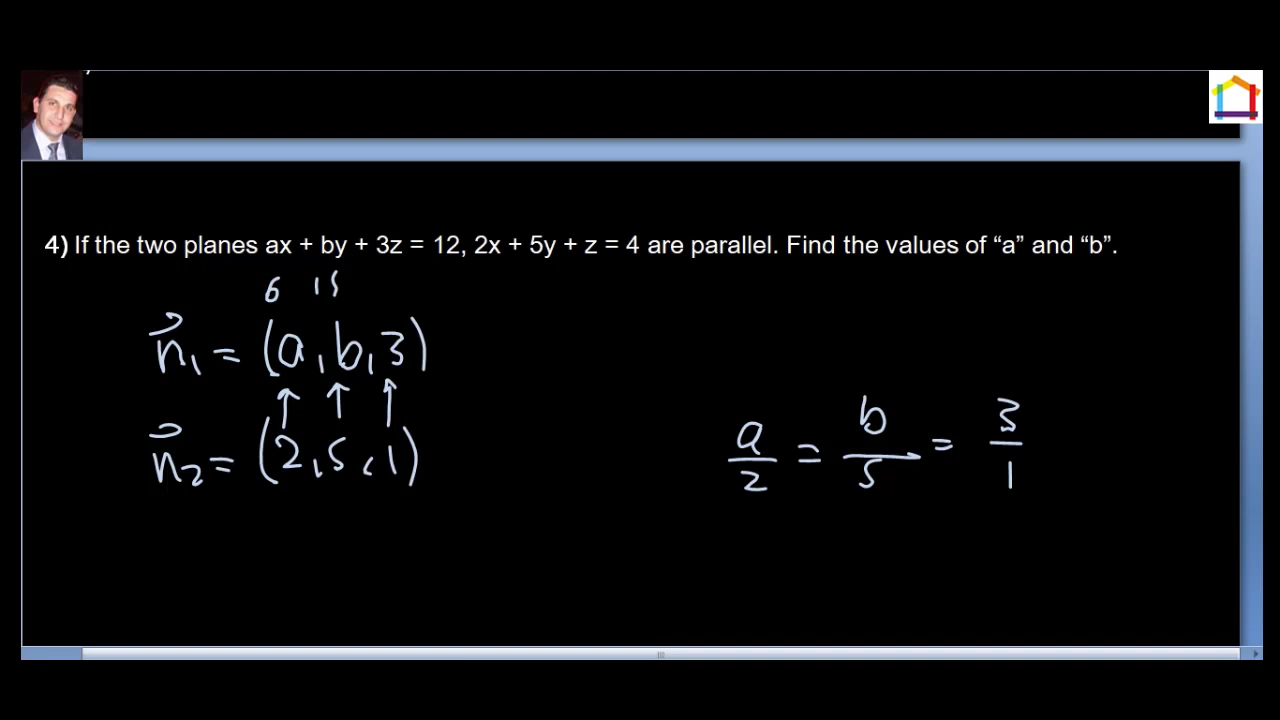 4) If the two planes ax + by + 3z = 12, 2x + 5y + z = 4 are parallel. Find the values of “a” and “b”.
6 15
n₁ = (a, b, 3)
n₂ = (2, 5, 1)
a/2 = b/5 = 3/1